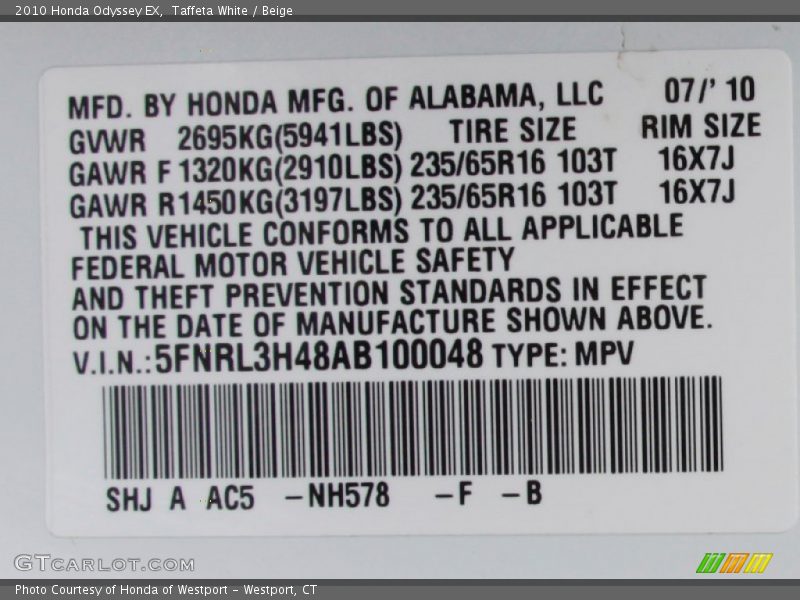 2010 Honda Odyssey EX, Taffeta White / Beige
MFD. BY HONDA MFG. OF ALABAMA, LLC 07/' 10
GVWR 2695KG(5941LBS) TIRE SIZE RIM SIZE
GAWR F 1320KG(2910LBS) 235/65R16 103T 16X7J
GAWR R1450KG(3197LBS) 235/65R16 103T 16X7J
THIS VEHICLE CONFORMS TO ALL APPLICABLE
FEDERAL MOTOR VEHICLE SAFETY
AND THEFT PREVENTION STANDARDS IN EFFECT
ON THE DATE OF MANUFACTURE SHOWN ABOVE.
V.I.N.:5FNRL3H48AB100048 TYPE: MPV
SHJ A AC5 –NH578 –F –B
GTCARLOT.COM
Photo Courtesy of Honda of Westport – Westport, CT